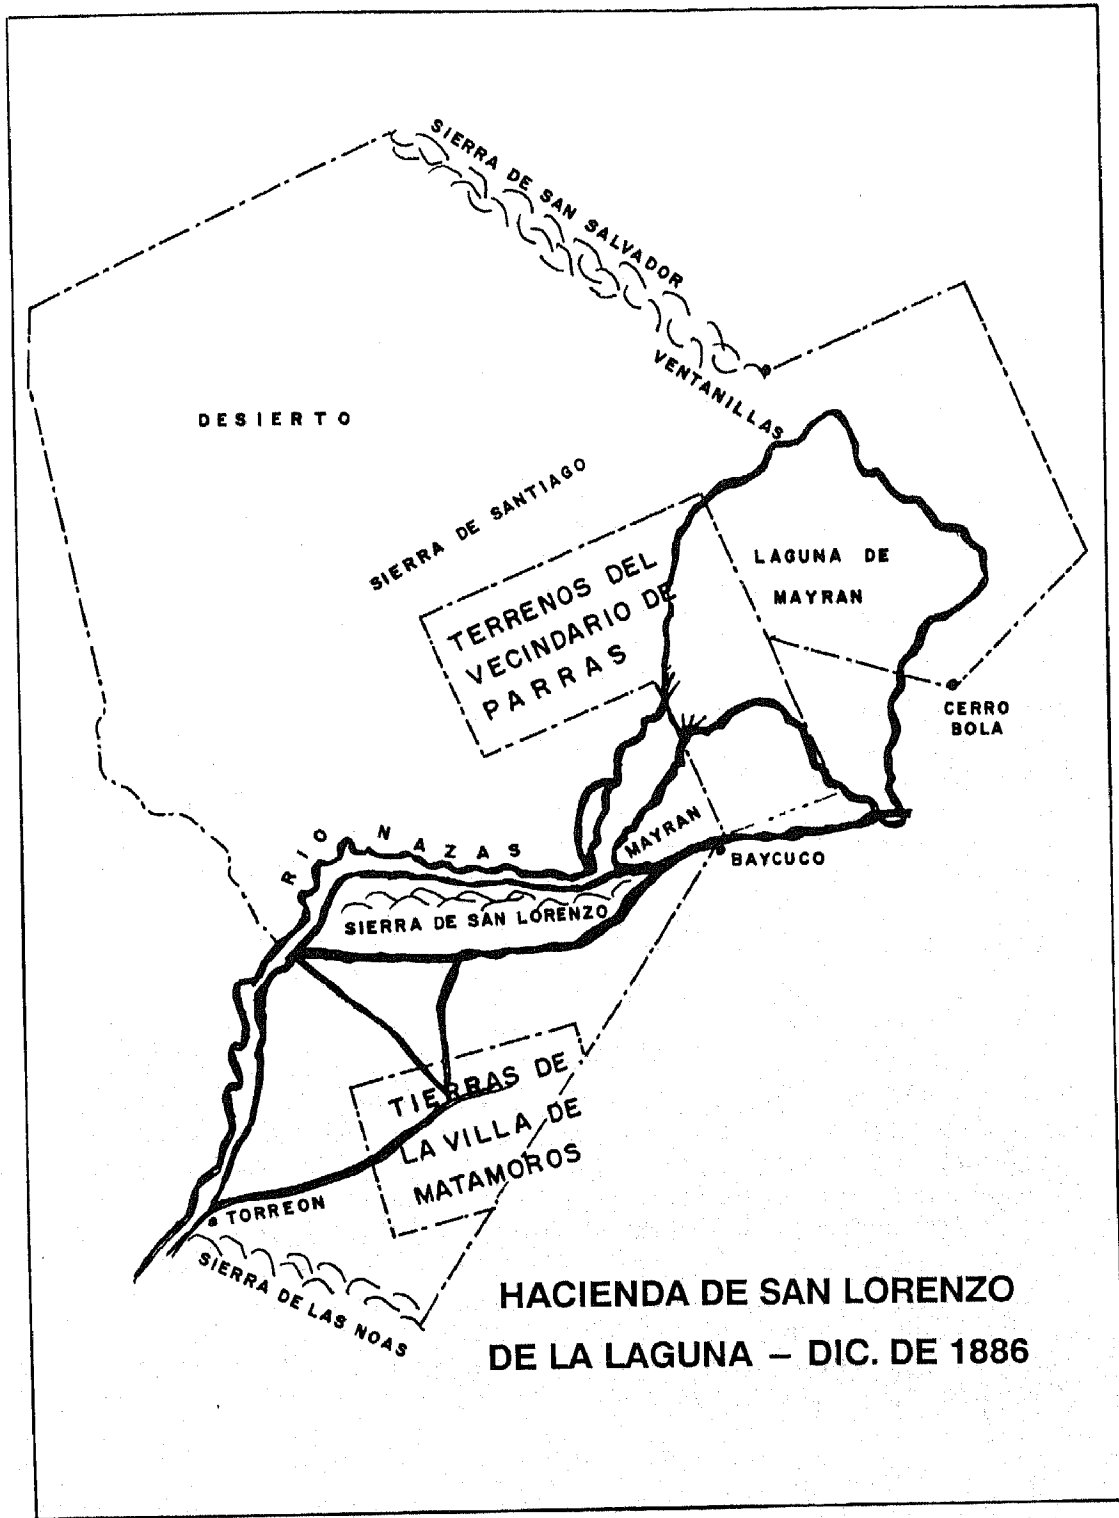 SIERRA DE SAN SALVADOR
VENTANILLAS
DESIERTO
SIERRA DE SANTIAGO
TERRENOS DEL
VECINDARIO DE
PARRAS
LAGUNA DE
MAYRAN
CERRO
BOLA
RIO NAZAS
MAYRAN
BAYCUCO
SIERRA DE SAN LORENZO
TIERRAS DE
LA VILLA DE
MATAMOROS
TORREON
SIERRA DE LAS NOAS
HACIENDA DE SAN LORENZO
DE LA LAGUNA – DIC. DE 1886